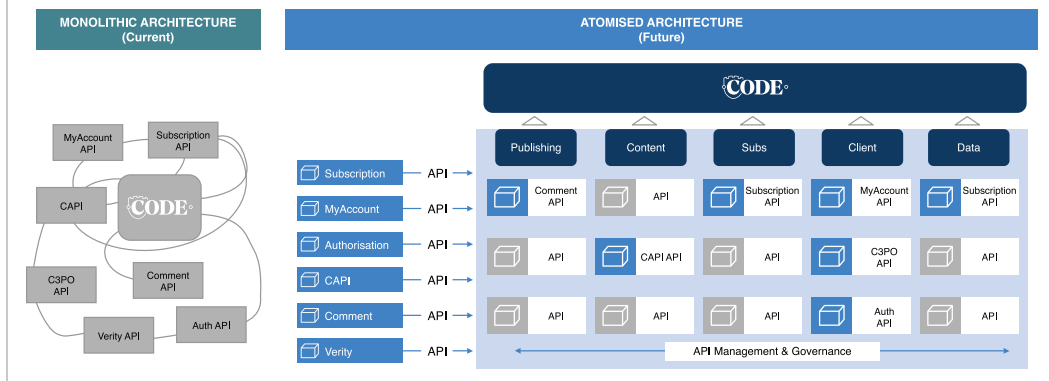 MONOLITHIC ARCHITECTURE
(Current)
ATOMISED ARCHITECTURE
(Future)
MyAccount
API
Subscription
API
CAPI
CODE
C3PO
API
Comment
API
Verity API
Auth API
CODE
Publishing
Content
Subs
Client
Data
Subscription
API
MyAccount
API
Authorisation
API
CAPI
API
Comment
API
Verity
API
Comment
API
API
Subscription
API
MyAccount
API
Subscription
API
API
CAPI API
API
C3PO
API
API
API
API
API
Auth
API
API
API Management & Governance